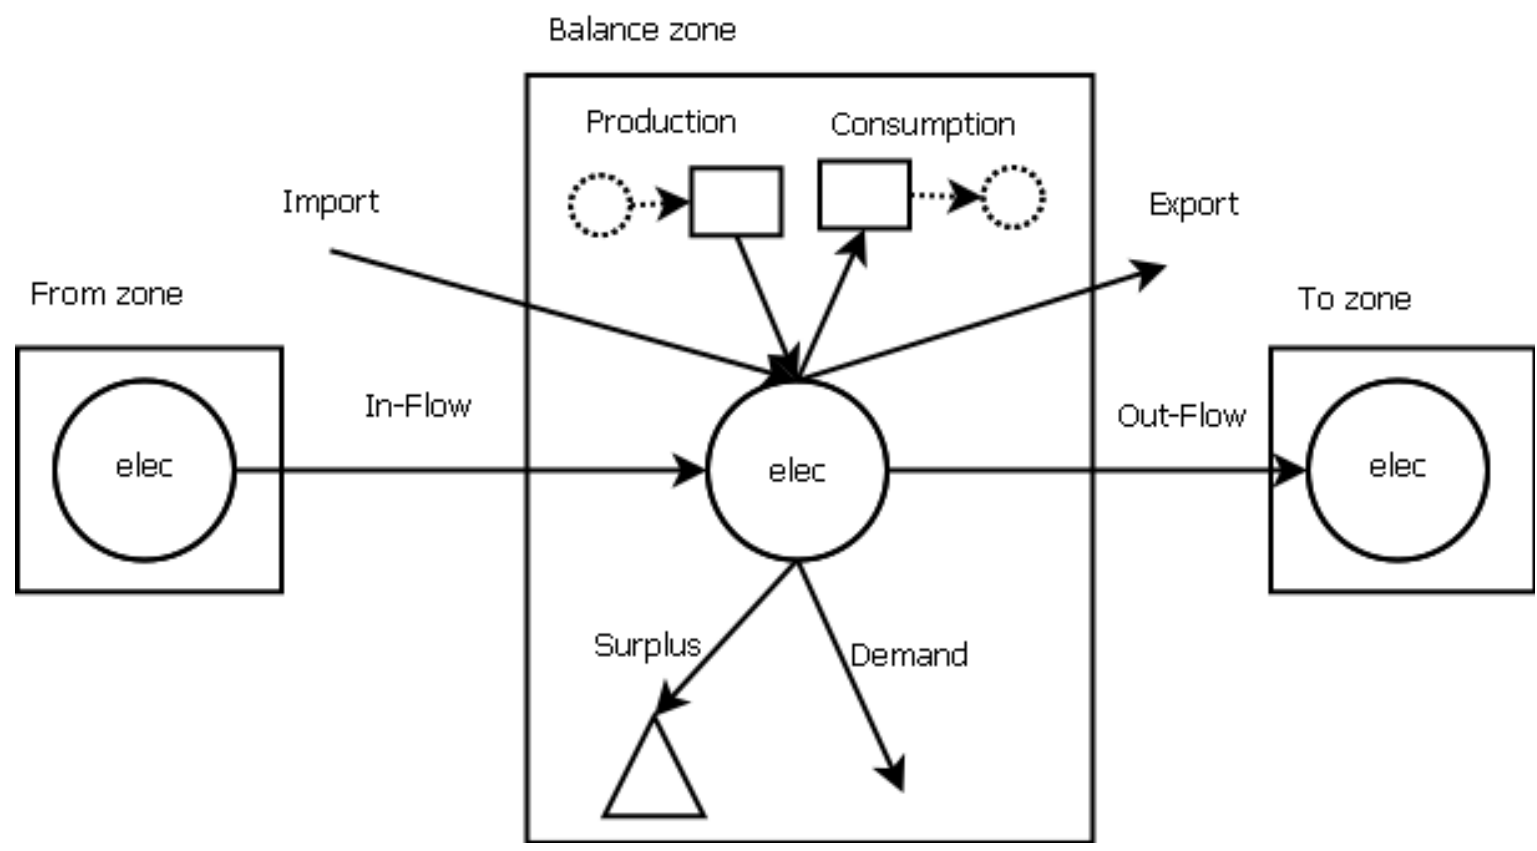 Balance zone
Production
Consumption
Import
Export
From zone
To zone
In-Flow
Out-Flow
elec
elec
elec
Surplus
Demand